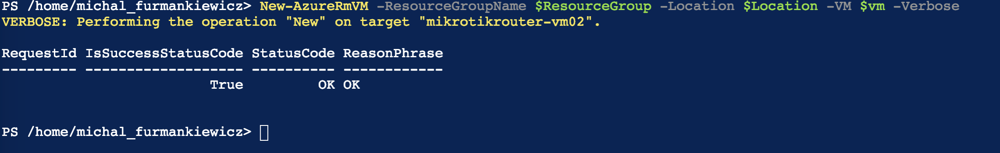 PS /home/michal_furmankiewicz> New-AzureRmVM -ResourceGroupName $ResourceGroup -Location $Location -VM $vm -Verbose
VERBOSE: Performing the operation "New" on target "mikrotikrouter-vm02".
RequestId IsSuccessStatusCode StatusCode ReasonPhrase
--------- ------------------- ---------- ------------
True OK OK
PS /home/michal_furmankiewicz>